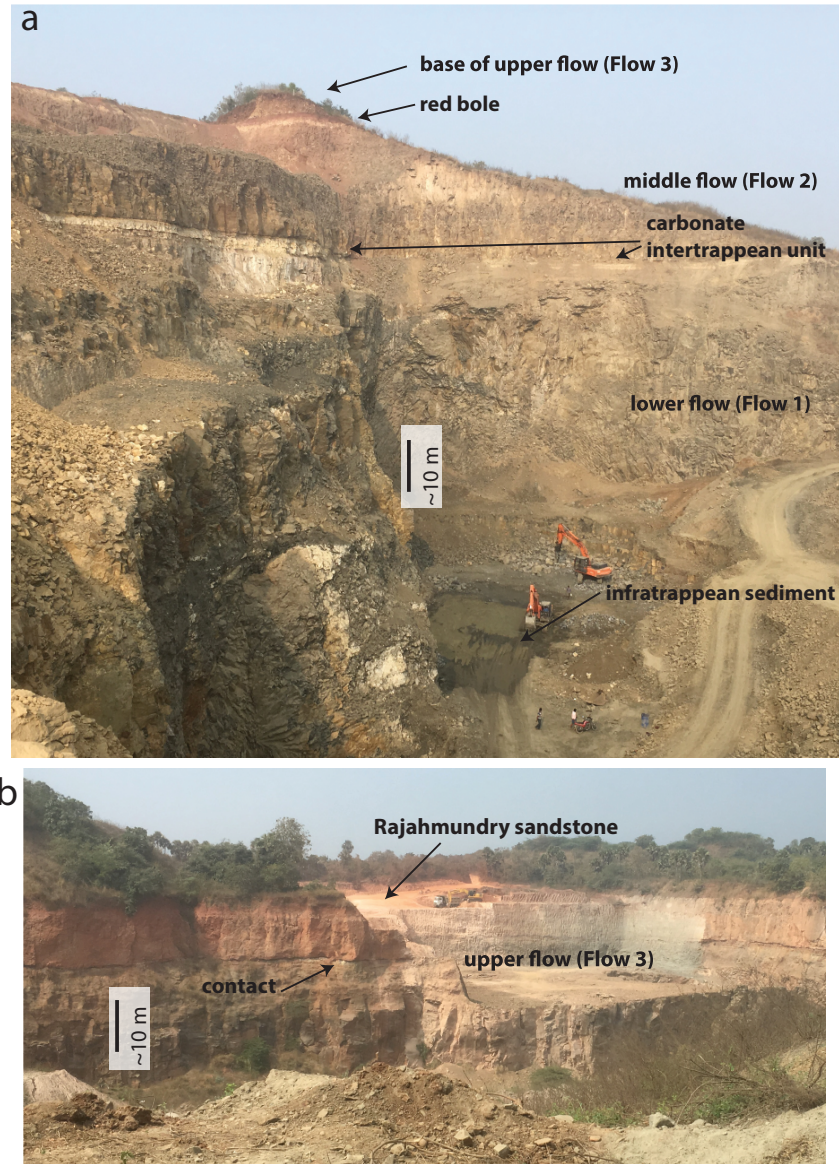 a
base of upper flow (Flow 3)
red bole
middle flow (Flow 2)
carbonate
intertrappean unit
lower flow (Flow 1)
~10 m
infratrappean sediment
b
Rajahmundry sandstone
upper flow (Flow 3)
contact
~10 m